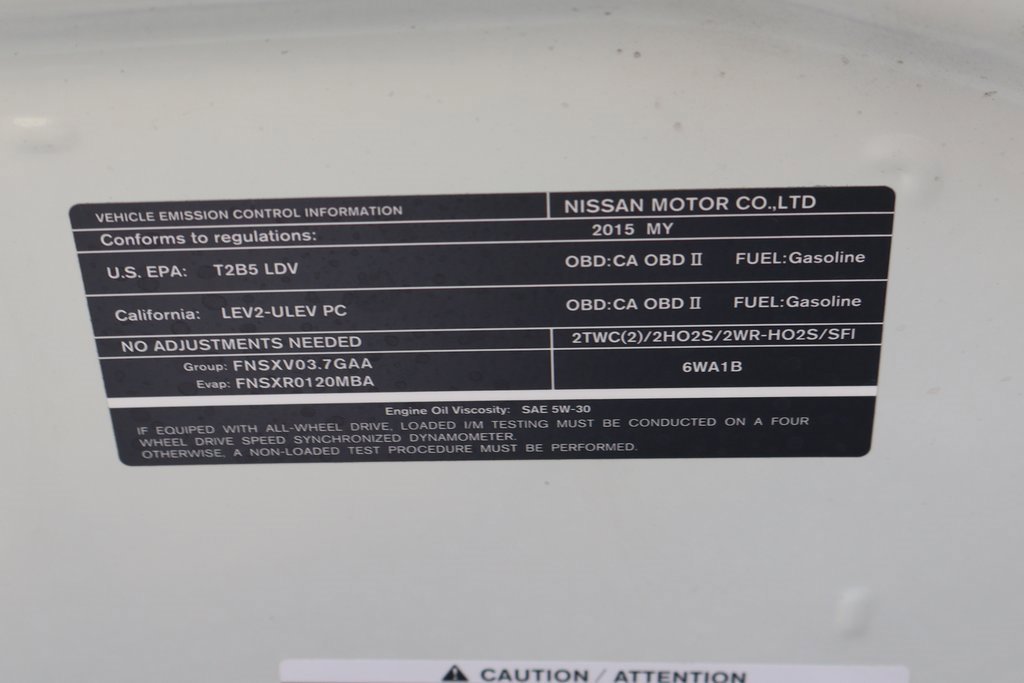 VEHICLE EMISSION CONTROL INFORMATION NISSAN MOTOR CO.,LTD
Conforms to regulations: 2015 MY
U.S. EPA: T2B5 LDV OBD:CA OBD II FUEL:Gasoline
California: LEV2-ULEV PC OBD:CA OBD II FUEL:Gasoline
NO ADJUSTMENTS NEEDED 2TWC(2)/2HO2S/2WR-HO2S/SFI
Group: FNSXV03.7GAA
Evap: FNSXR0120MBA
6WA1B
Engine Oil Viscosity: SAE 5W-30
IF EQUIPED WITH ALL-WHEEL DRIVE, LOADED I/M TESTING MUST BE CONDUCTED ON A FOUR
WHEEL DRIVE SPEED SYNCHRONIZED DYNAMOMETER.
OTHERWISE, A NON-LOADED TEST PROCEDURE MUST BE PERFORMED.
CAUTION / ATTENTION